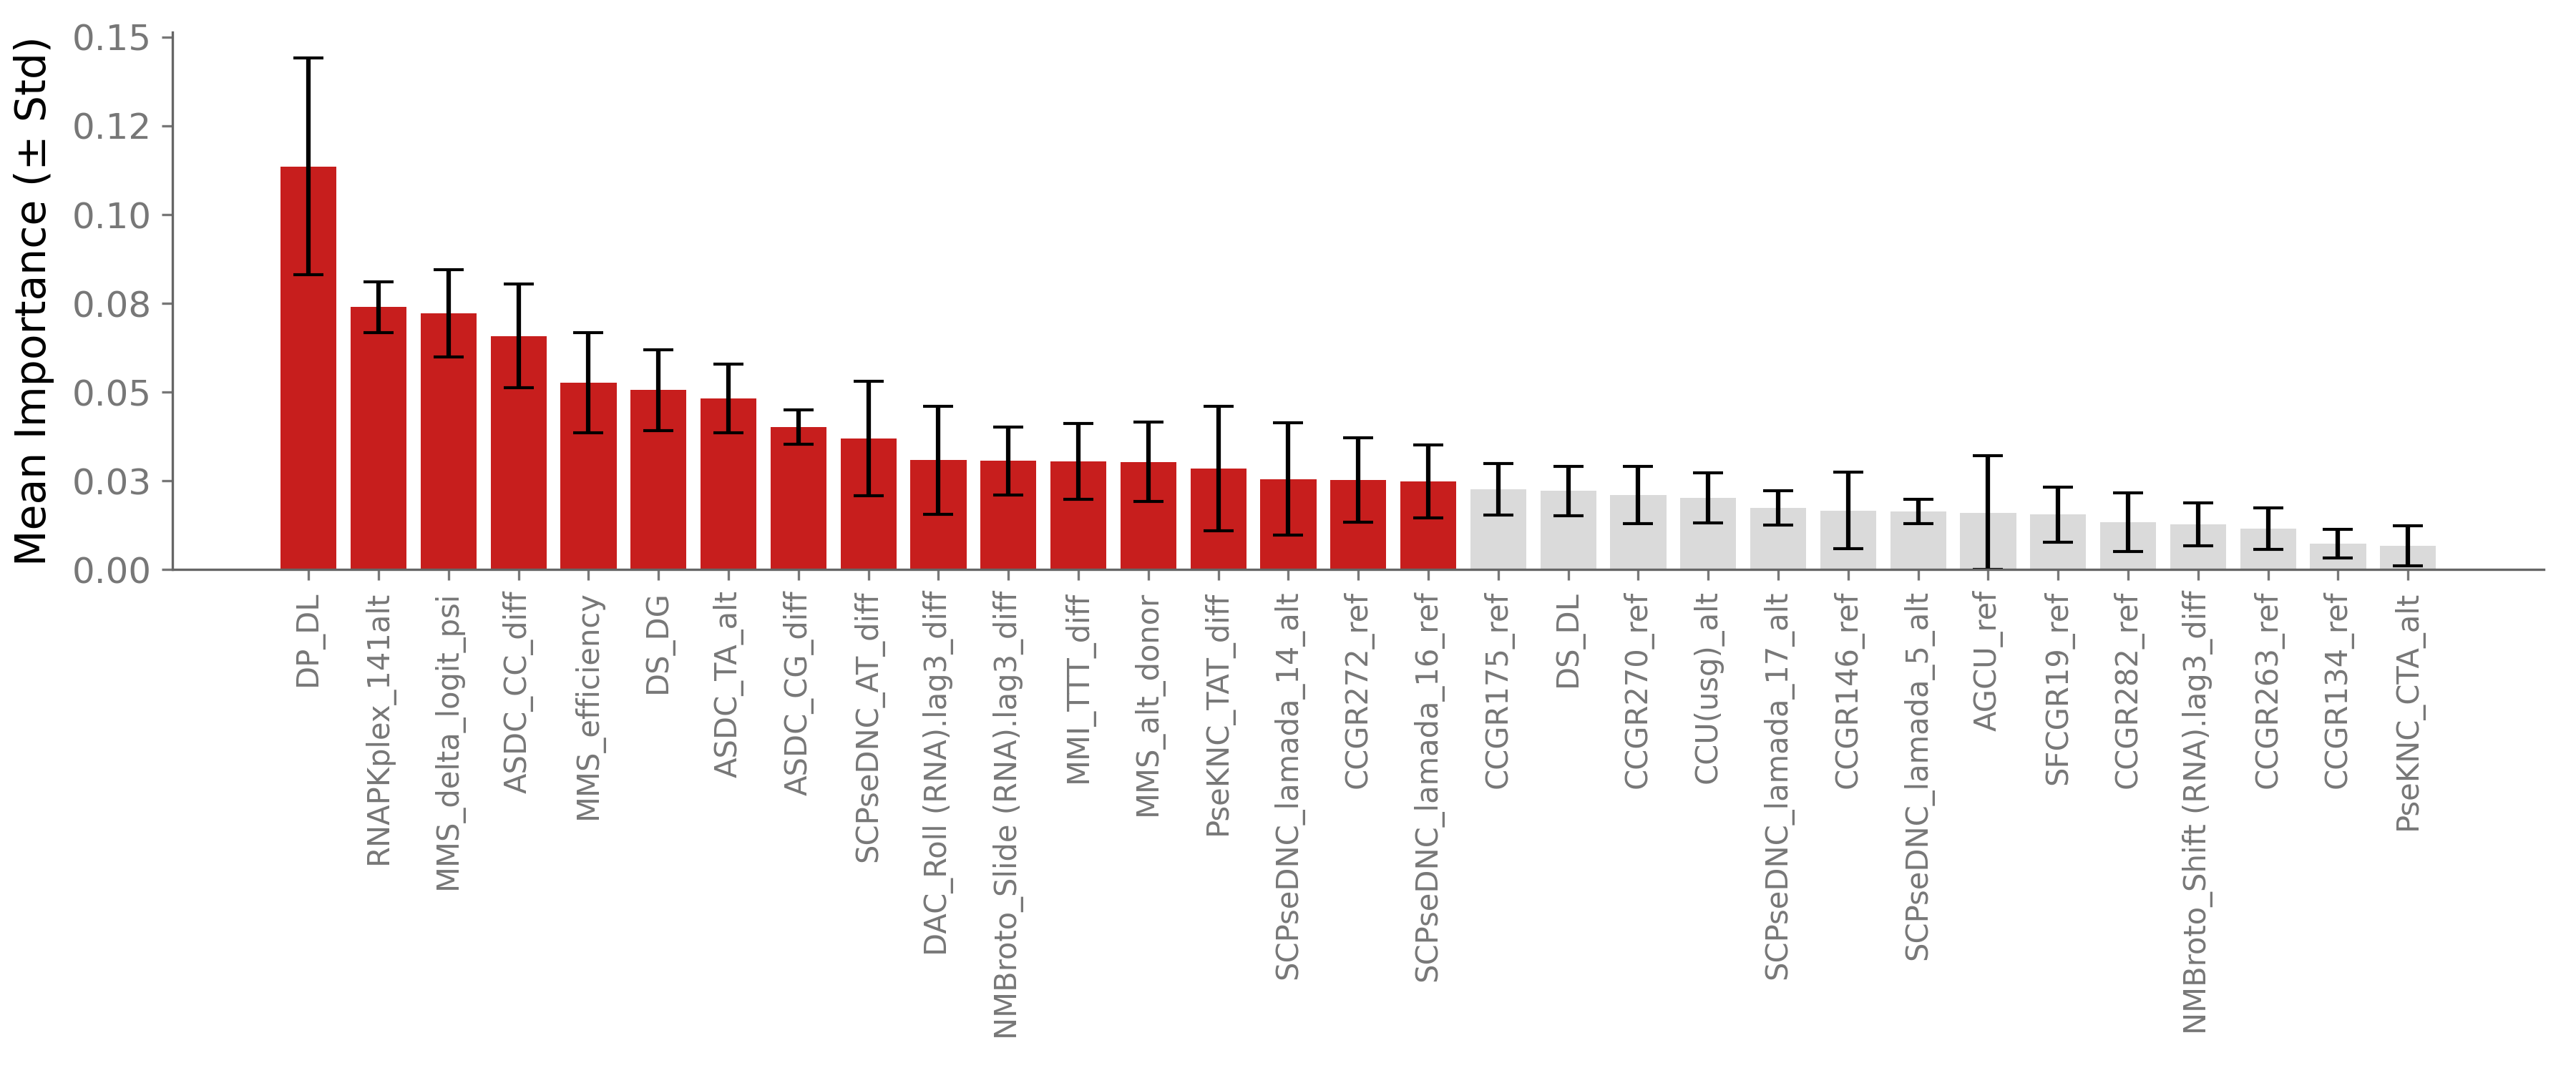 Mean Importance (± Std)
0.15
0.12
0.10
0.08
0.05
0.03
0.00
DP_DL
RNAPKplex_141alt
MMS_delta_logit_psi
ASDC_CC_diff
MMS_efficiency
DS_DG
ASDC_TA_alt
ASDC_CG_diff
SCPseDNC_AT_diff
DAC_Roll (RNA).lag3_diff
NMBroto_Slide (RNA).lag3_diff
MMI_TTT_diff
MMS_alt_donor
PseKNC_TAT_diff
SCPseDNC_lamada_14_alt
CCGR272_ref
SCPseDNC_lamada_16_ref
CCGR175_ref
DS_DL
CCGR270_ref
CCU(usg)_alt
SCPseDNC_lamada_17_alt
CCGR146_ref
SCPseDNC_lamada_5_alt
AGCU_ref
SFCGR19_ref
CCGR282_ref
NMBroto_Shift (RNA).lag3_diff
CCGR263_ref
CCGR134_ref
PseKNC_CTA_alt